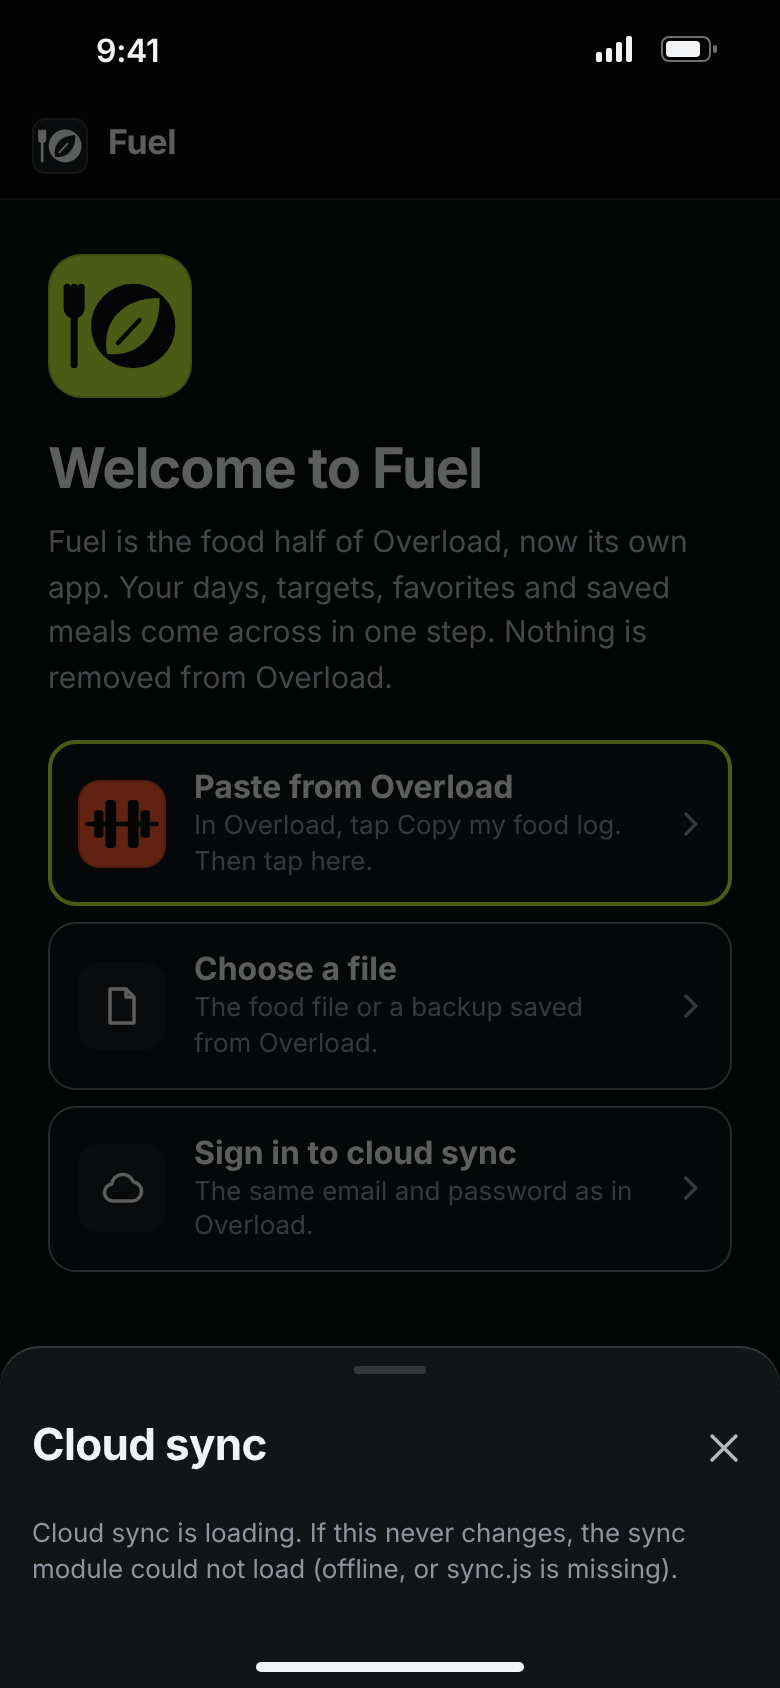 9:41
Fuel
Welcome to Fuel
Fuel is the food half of Overload, now its own
app. Your days, targets, favorites and saved
meals come across in one step. Nothing is
removed from Overload.
Paste from Overload
In Overload, tap Copy my food log.
Then tap here.
Choose a file
The food file or a backup saved
from Overload.
Sign in to cloud sync
The same email and password as in
Overload.
Cloud sync
Cloud sync is loading. If this never changes, the sync
module could not load (offline, or sync.js is missing).